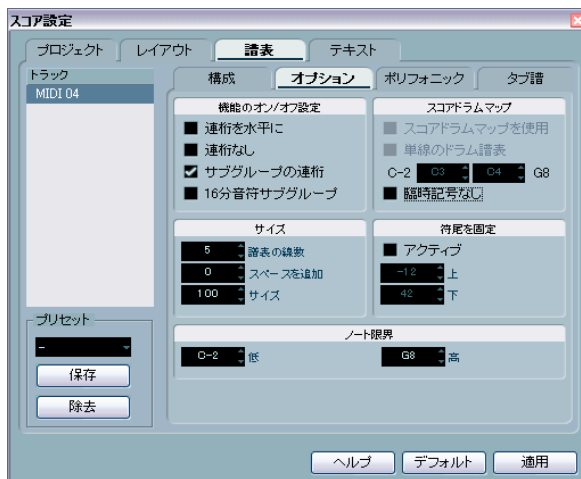 スコア設定
プロジェクト レイアウト 譜表 テキスト
トラック
MIDI 04
構成 オプション ポリフォニック タブ譜
機能のオン/オフ設定
連桁を水平に
連桁なし
サブグループの連桁
16分音符サブグループ
スコアドラムマップ
スコアドラムマップを使用
単線のドラム譜表
C-2 C3 C4 G8
臨時記号なし
サイズ
5 譜表の線数
0 スペースを追加
100 サイズ
符尾を固定
アクティブ
-12 上
42 下
ノート限界
C-2 低 G8 高
プリセット
-
保存
除去
ヘルプ デフォルト 適用